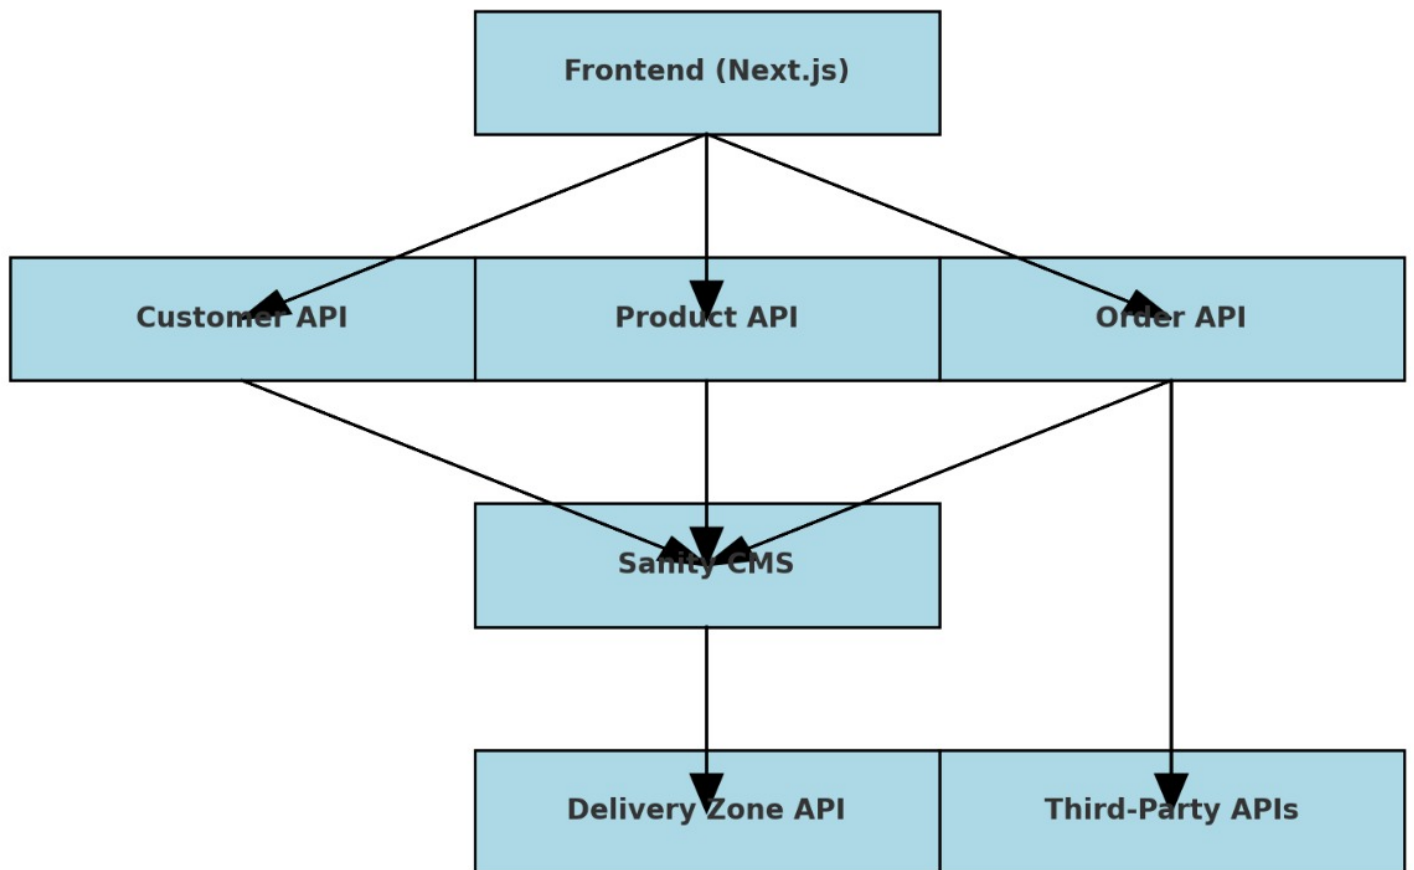 Frontend (Next.js)
Customer API
Product API
Order API
Sanity CMS
Delivery Zone API
Third-Party APIs